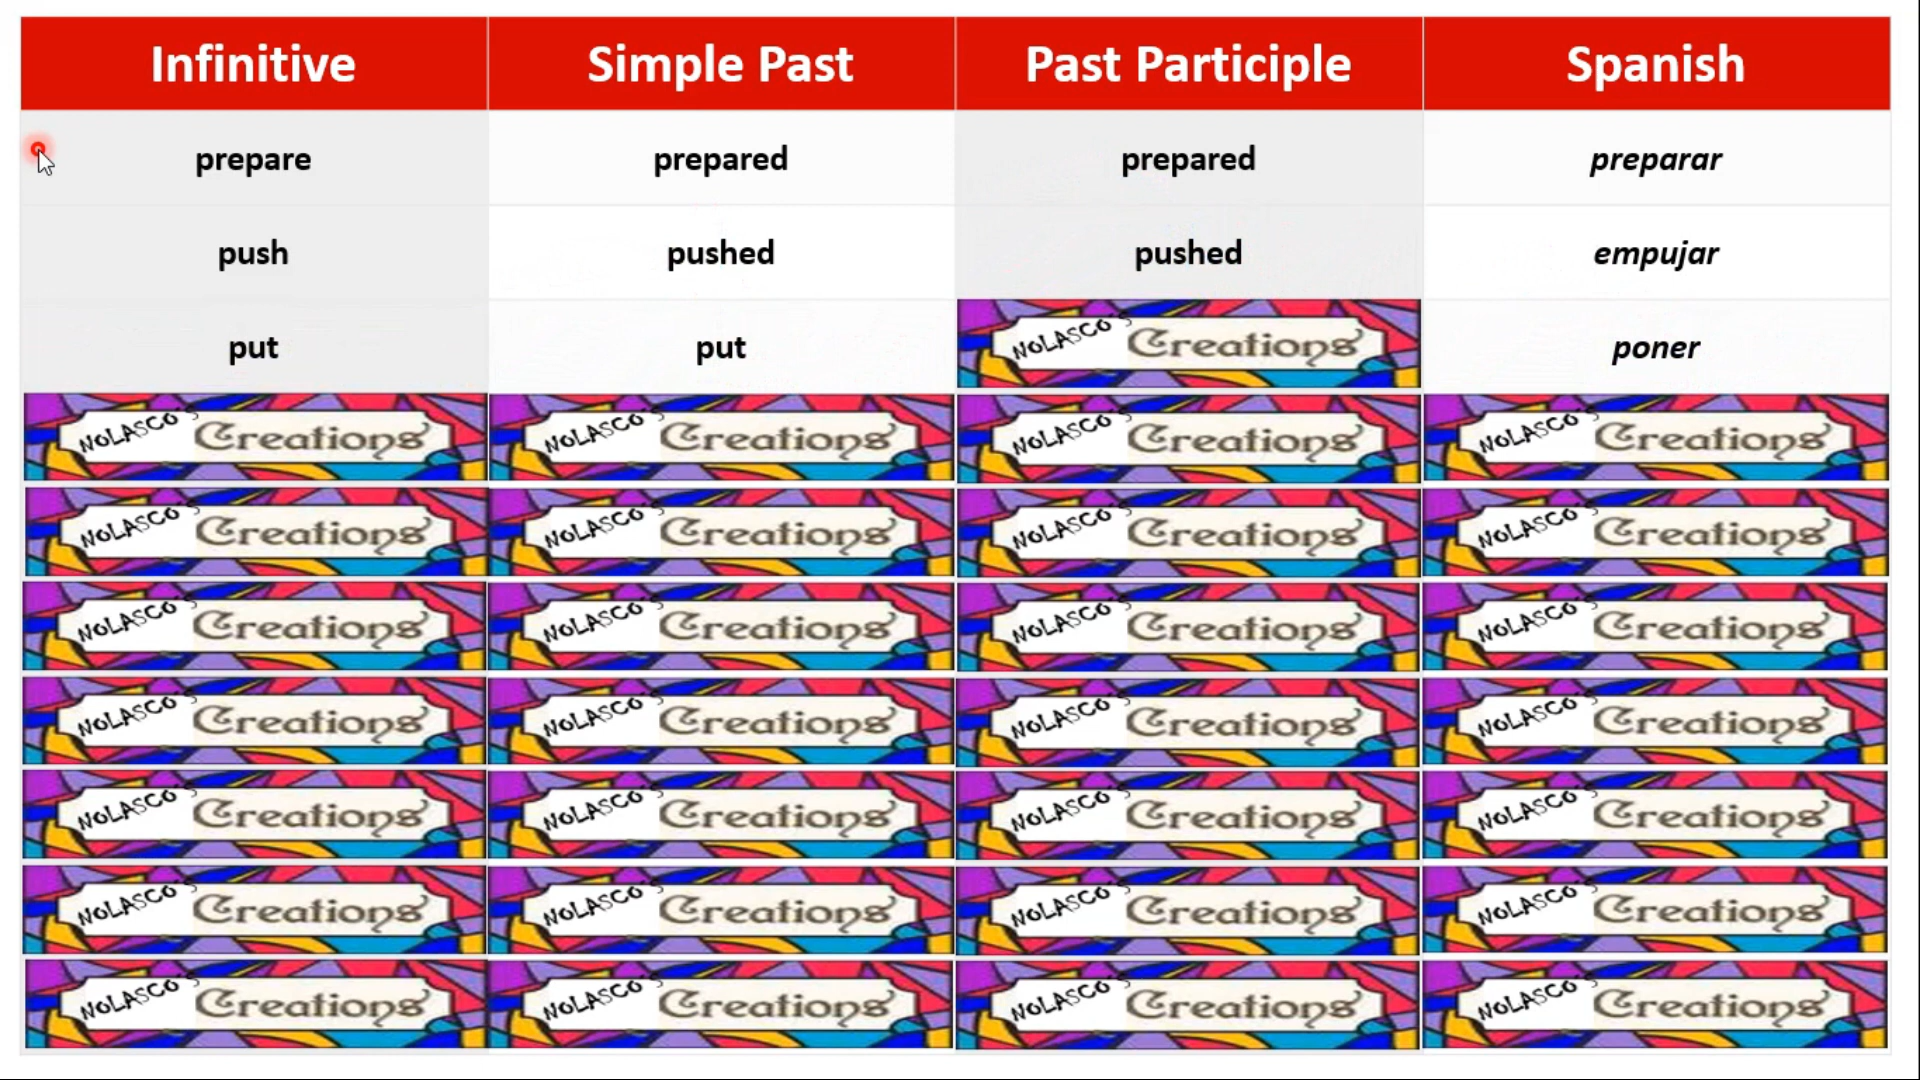 Infinitive Simple Past Past Participle Spanish
prepare prepared prepared preparar
push pushed pushed empujar
put put NOLASCO'S Creations poner
NOLASCO'S Creations NOLASCO'S Creations NOLASCO'S Creations NOLASCO'S Creations
NOLASCO'S Creations NOLASCO'S Creations NOLASCO'S Creations NOLASCO'S Creations
NOLASCO'S Creations NOLASCO'S Creations NOLASCO'S Creations NOLASCO'S Creations
NOLASCO'S Creations NOLASCO'S Creations NOLASCO'S Creations NOLASCO'S Creations
NOLASCO'S Creations NOLASCO'S Creations NOLASCO'S Creations NOLASCO'S Creations
NOLASCO'S Creations NOLASCO'S Creations NOLASCO'S Creations NOLASCO'S Creations
NOLASCO'S Creations NOLASCO'S Creations NOLASCO'S Creations NOLASCO'S Creations